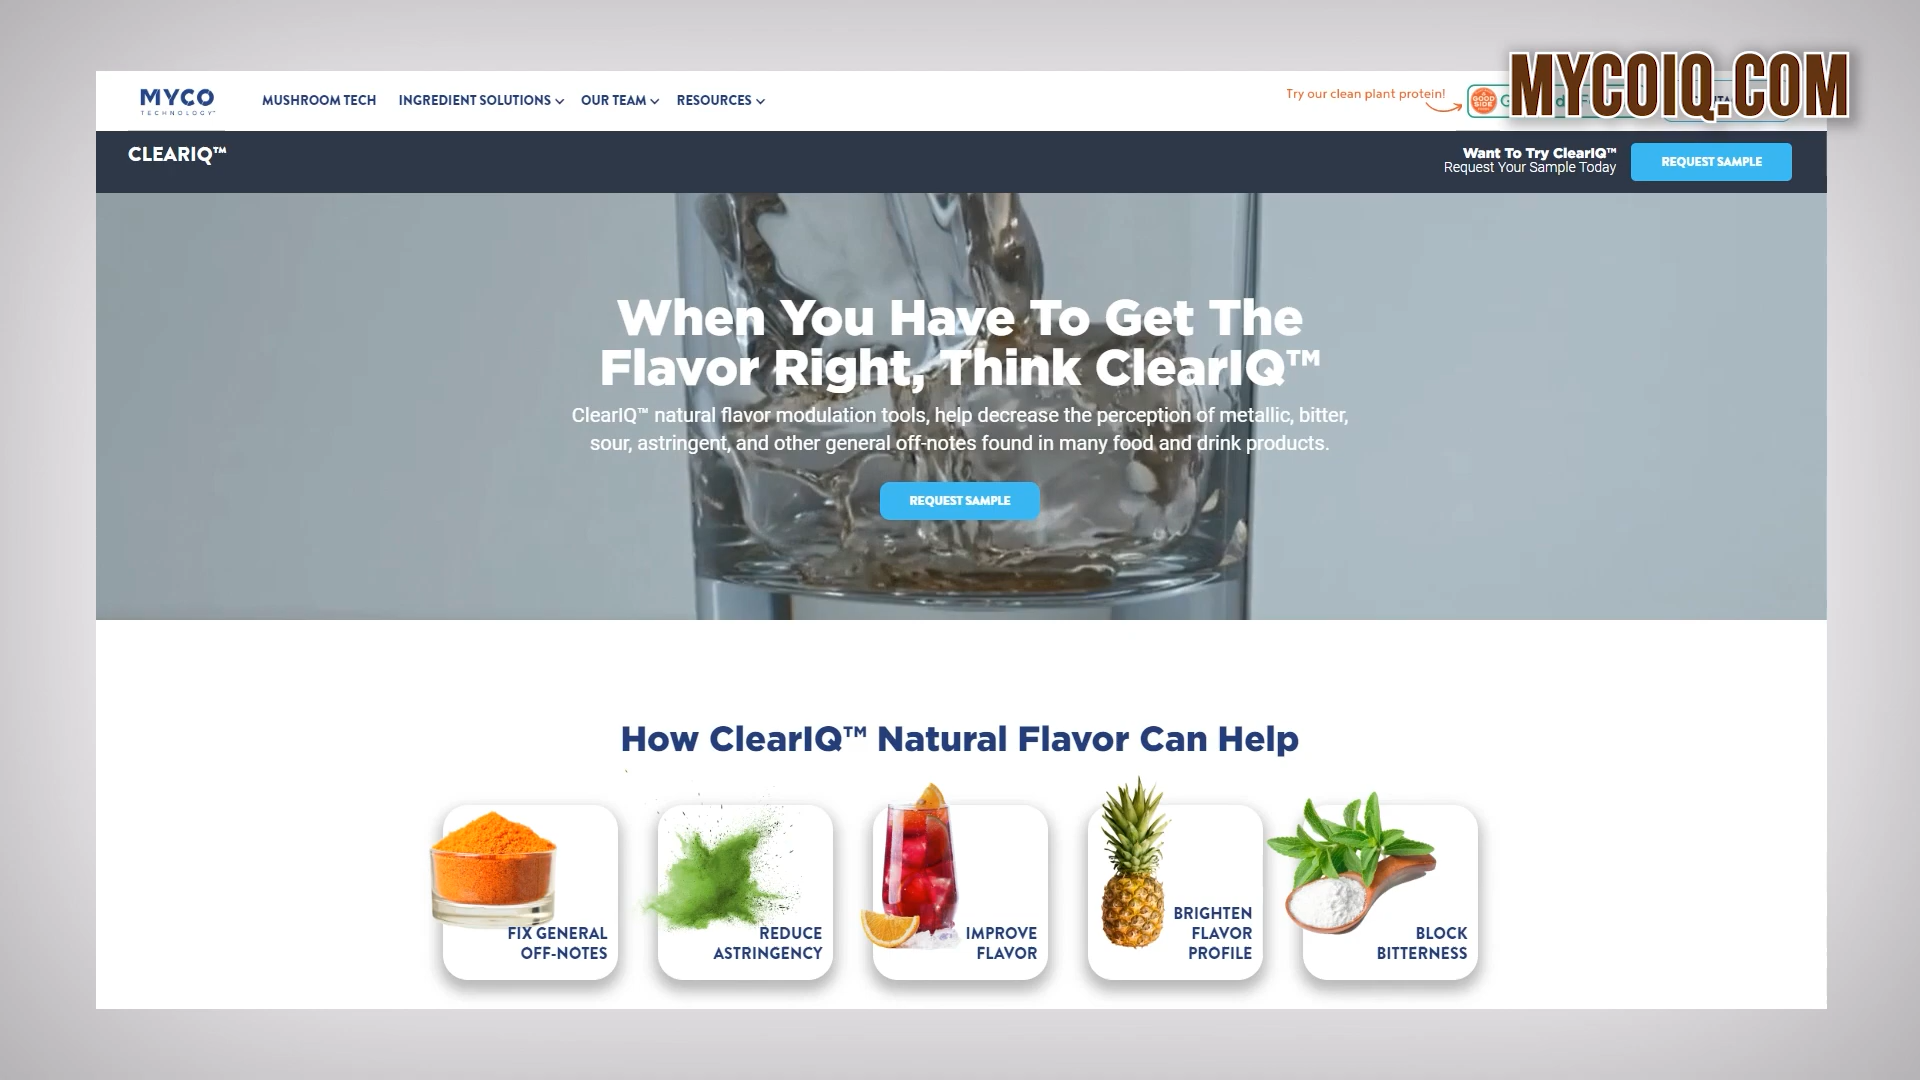 MYCOIQ.COM
MYCO
TECHNOLOGY
MUSHROOM TECH
INGREDIENT SOLUTIONS
OUR TEAM
RESOURCES
Try our clean plant protein!
GOOD
SIDE
CLEARIQ™
Want To Try ClearIQ™
Request Your Sample Today
REQUEST SAMPLE
When You Have To Get The
Flavor Right, Think ClearIQ™
ClearIQ™ natural flavor modulation tools, help decrease the perception of metallic, bitter,
sour, astringent, and other general off-notes found in many food and drink products.
REQUEST SAMPLE
How ClearIQ™ Natural Flavor Can Help
FIX GENERAL
OFF-NOTES
REDUCE
ASTRINGENCY
IMPROVE
FLAVOR
BRIGHTEN
FLAVOR
PROFILE
BLOCK
BITTERNESS